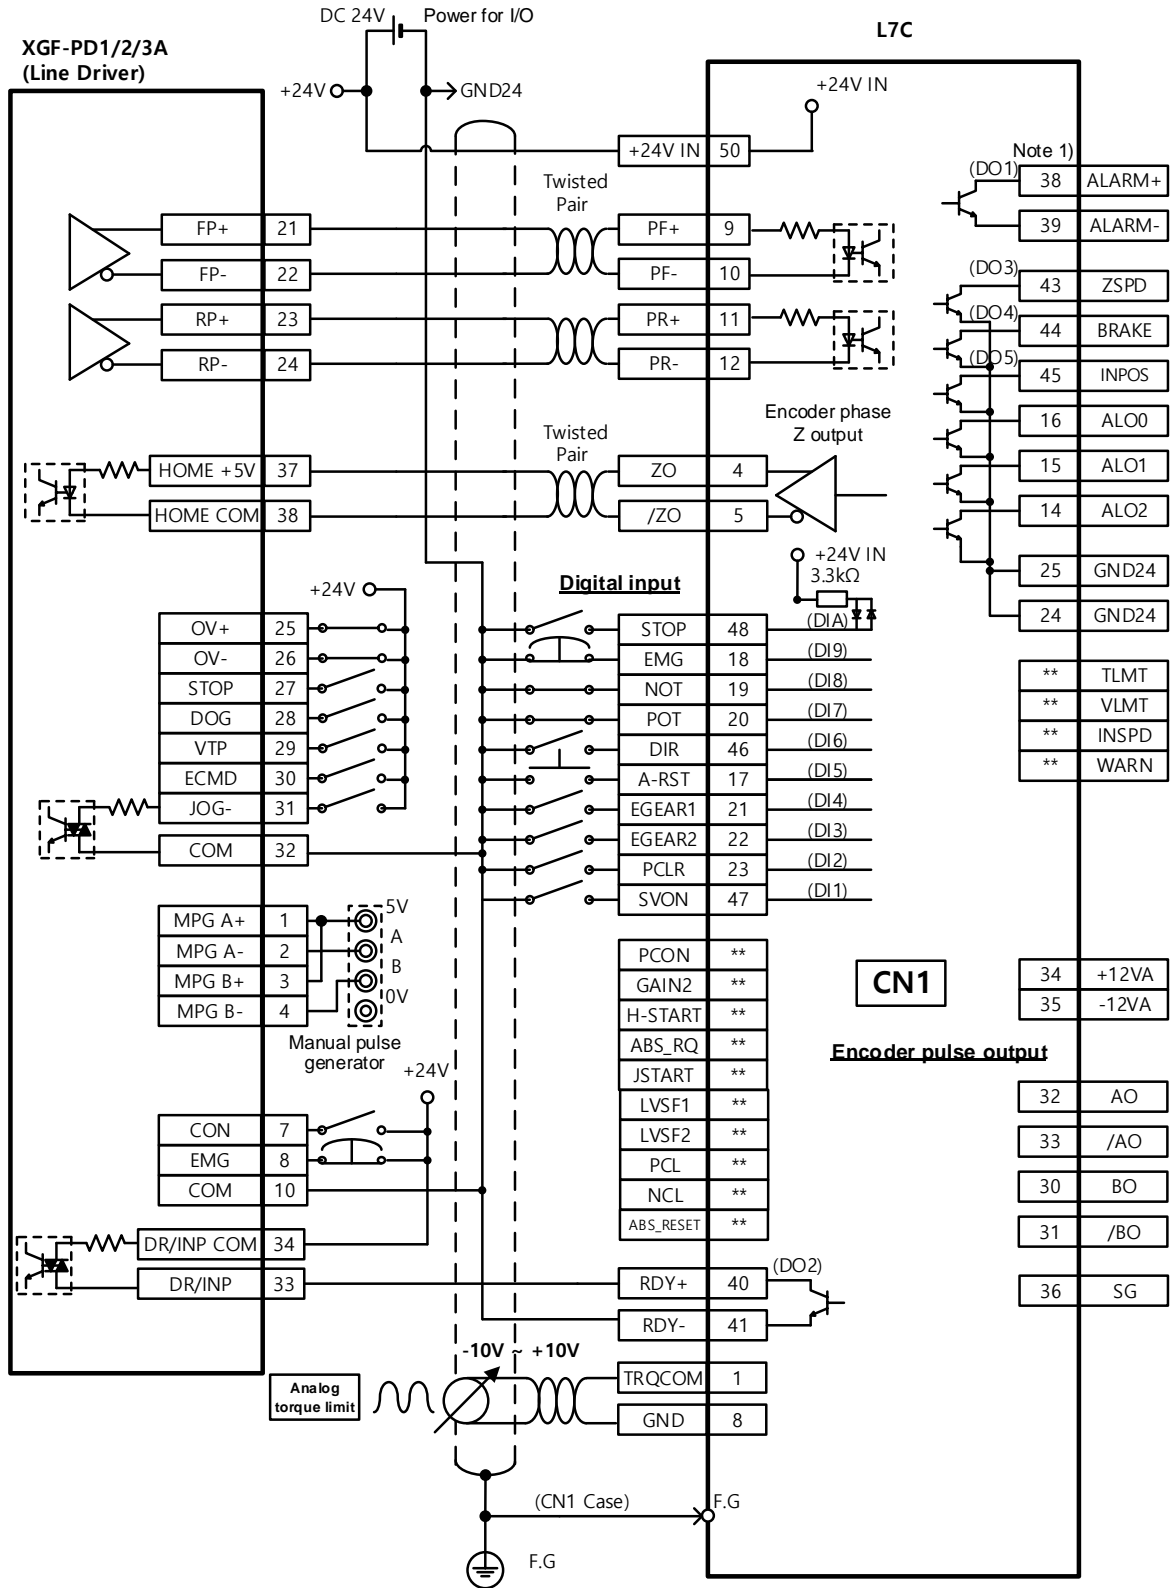 DC 24V
Power for I/O
XGF-PD1/2/3A
(Line Driver)
L7C
+24V
GND24
+24V IN
+24V IN 50
Note 1)
(DO1)
38 ALARM+
39 ALARM-
Twisted
Pair
FP+ 21
PF+ 9
FP- 22
PF- 10
(DO3)
43 ZSPD
RP+ 23
PR+ 11
(DO4)
44 BRAKE
RP- 24
PR- 12
(DO5)
45 INPOS
16 ALO0
15 ALO1
14 ALO2
25 GND24
24 GND24
Encoder phase
Z output
Twisted
Pair
HOME +5V 37
ZO 4
HOME COM 38
/ZO 5
+24V IN
3.3kΩ
+24V
Digital input
OV+ 25
OV- 26
STOP 27
DOG 28
VTP 29
ECMD 30
JOG- 31
COM 32
STOP 48 (DIA)
EMG 18 (DI9)
NOT 19 (DI8)
POT 20 (DI7)
DIR 46 (DI6)
A-RST 17 (DI5)
EGEAR1 21 (DI4)
EGEAR2 22 (DI3)
PCLR 23 (DI2)
SVON 47 (DI1)
** TLMT
** VLMT
** INSPD
** WARN
MPG A+ 1
MPG A- 2
MPG B+ 3
MPG B- 4
5V
A
B
0V
Manual pulse
generator
PCON **
GAIN2 **
H-START **
ABS_RQ **
JSTART **
LVSF1 **
LVSF2 **
PCL **
NCL **
ABS_RESET **
CN1
34 +12VA
35 -12VA
Encoder pulse output
32 AO
33 /AO
30 BO
31 /BO
36 SG
+24V
CON 7
EMG 8
COM 10
DR/INP COM 34
DR/INP 33
RDY+ 40
(DO2)
RDY- 41
-10V ~ +10V
Analog
torque limit
TRQCOM 1
GND 8
(CN1 Case)
F.G
F.G